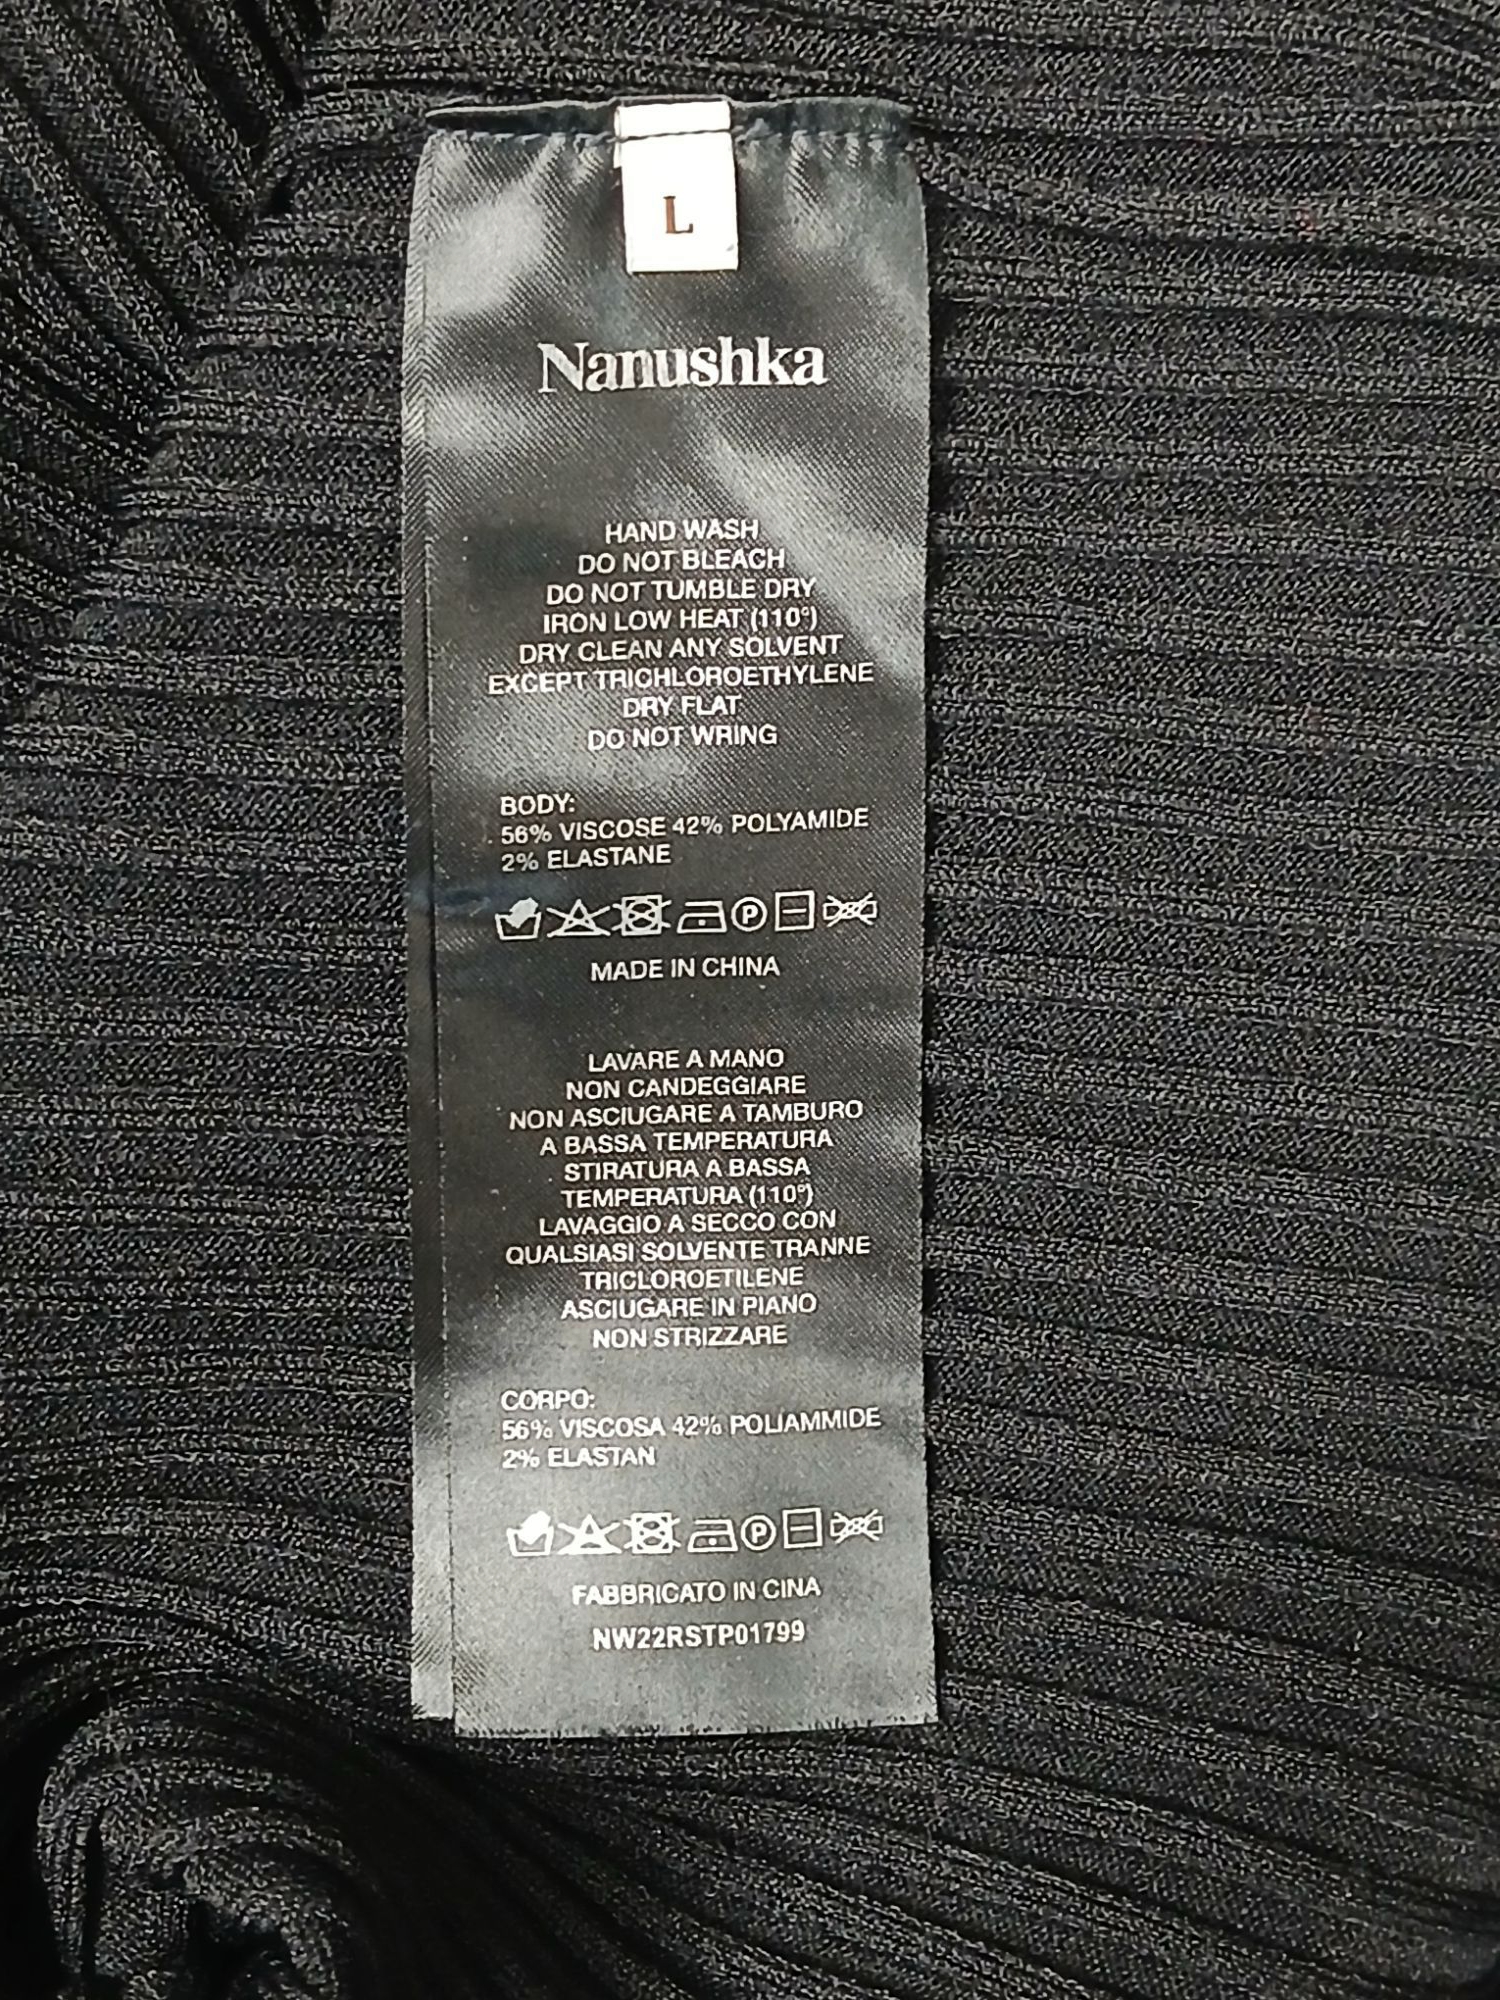 L
Nanushka
HAND WASH
DO NOT BLEACH
DO NOT TUMBLE DRY
IRON LOW HEAT (110°)
DRY CLEAN ANY SOLVENT
EXCEPT TRICHLOROETHYLENE
DRY FLAT
DO NOT WRING
BODY:
56% VISCOSE 42% POLYAMIDE
2% ELASTANE
P
MADE IN CHINA
LAVARE A MANO
NON CANDEGGIARE
NON ASCIUGARE A TAMBURO
A BASSA TEMPERATURA
STIRATURA A BASSA
TEMPERATURA (110°)
LAVAGGIO A SECCO CON
QUALSIASI SOLVENTE TRANNE
TRICLOROETILENE
ASCIUGARE IN PIANO
NON STRIZZARE
CORPO:
56% VISCOSA 42% POLIAMMIDE
2% ELASTAN
P
FABBRICATO IN CINA
NW22RSTP01799